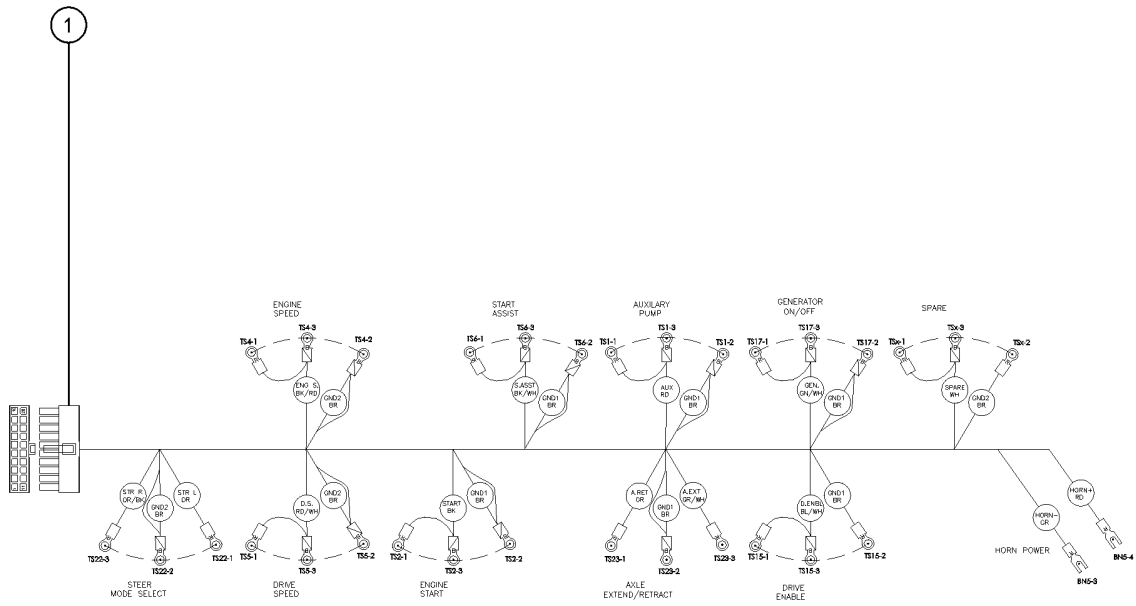 1
ENGINE
SPEED
START
ASSIST
AUXILARY
PUMP
GENERATOR
ON/OFF
SPARE
TS4-1
TS4-3
TS4-2
TS6-1
TS6-3
TS6-2
TS1-1
TS1-3
TS1-2
TS17-1
TS17-3
TS17-2
TSx-1
TSx-3
TSx-2
ENG S.
BK/RD
GND2
BR
S.ASST
BK/WH
GND1
BR
AUX
RD
GND1
BR
GEN.
GN/WH
GND1
BR
SPARE
WH
GND2
BR
STR R
OR/BK
GND2
BR
STR L
OR
D.S.
RD/WH
GND2
BR
START
BK
GND1
BR
A.RET
GR
GND1
BR
A.EXT
GR/WH
D.ENBL
BL/WH
GND1
BR
HORN-
GR
HORN+
RD
TS22-3
TS22-2
TS22-1
TS5-1
TS5-3
TS5-2
TS2-1
TS2-3
TS2-2
TS23-1
TS23-2
TS23-3
TS15-1
TS15-3
TS15-2
HORN POWER
BN5-3
BN5-4
STEER
MODE SELECT
DRIVE
SPEED
ENGINE
START
AXLE
EXTEND/RETRACT
DRIVE
ENABLE